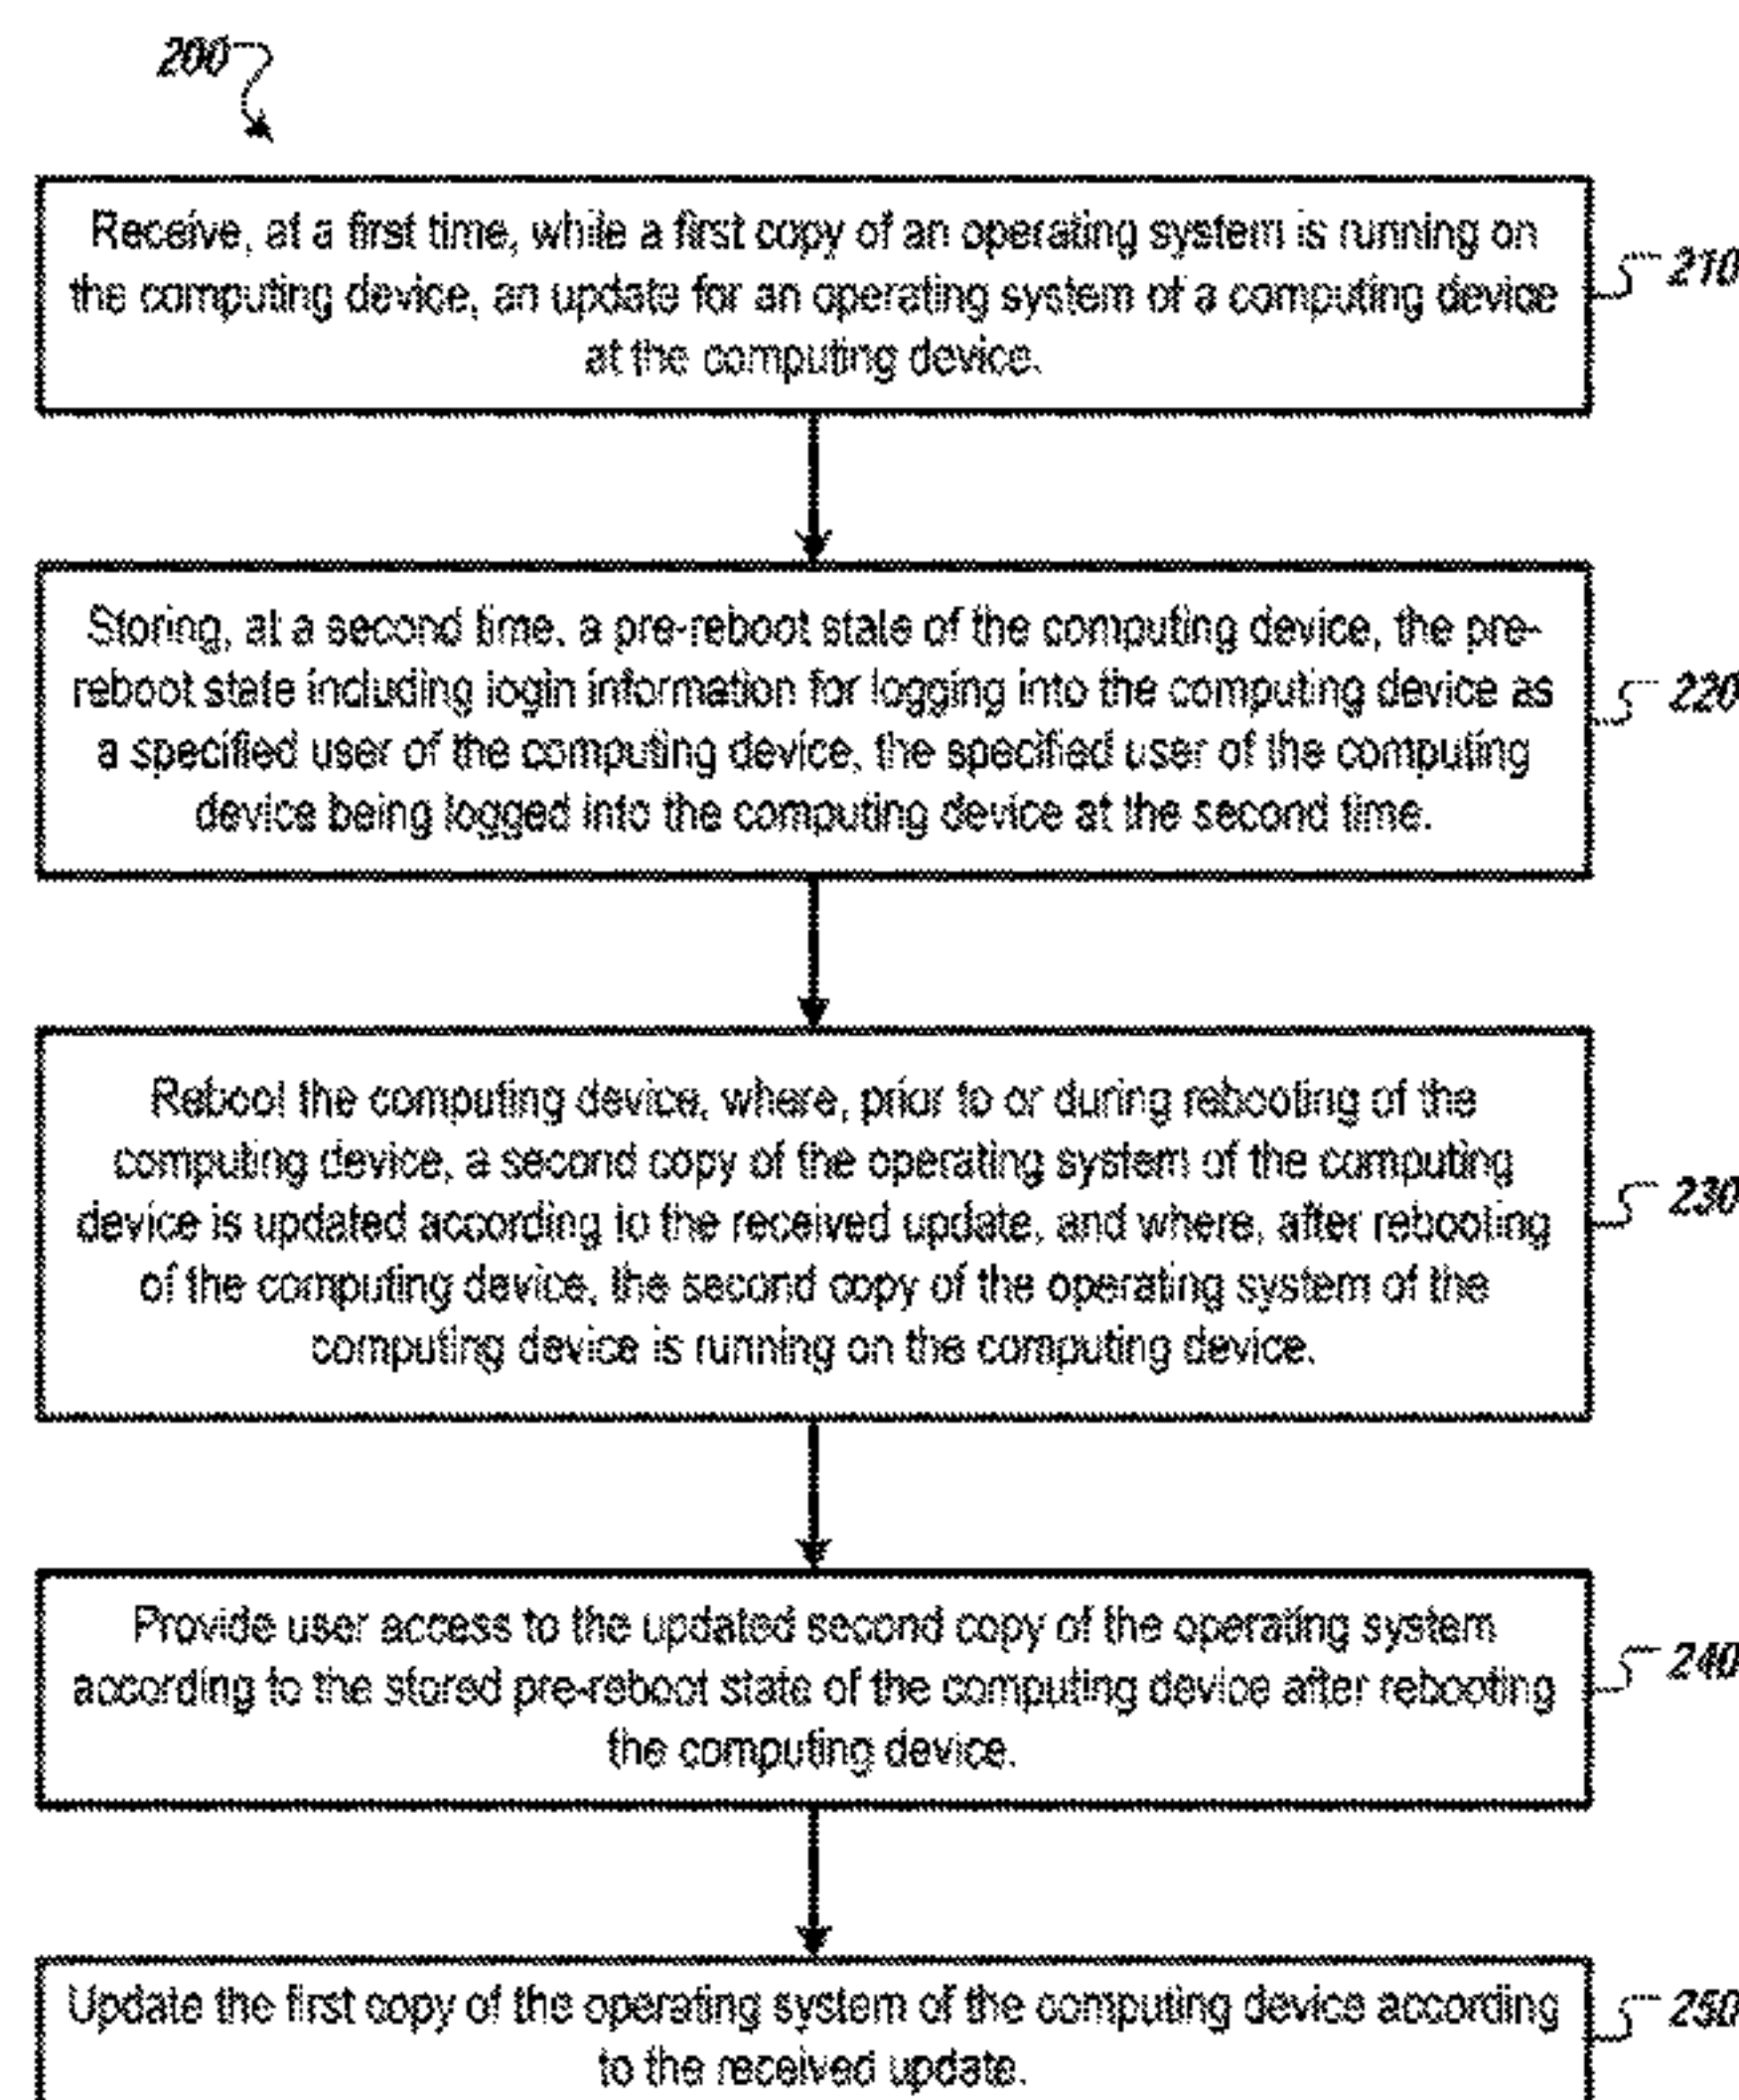 200
Receive, at a first time, while a first copy of an operating system is running on
the computing device, an update for an operating system of a computing device
at the computing device.
210
Storing, at a second time, a pre-reboot state of the computing device, the pre-
reboot state including login information for logging into the computing device as
a specified user of the computing device, the specified user of the computing
device being logged into the computing device at the second time.
220
Reboot the computing device, where, prior to or during rebooting of the
computing device, a second copy of the operating system of the computing
device is updated according to the received update, and where, after rebooting
of the computing device, the second copy of the operating system of the
computing device is running on the computing device.
230
Provide user access to the updated second copy of the operating system
according to the stored pre-reboot state of the computing device after rebooting
the computing device.
240
Update the first copy of the operating system of the computing device according
to the received update.
250